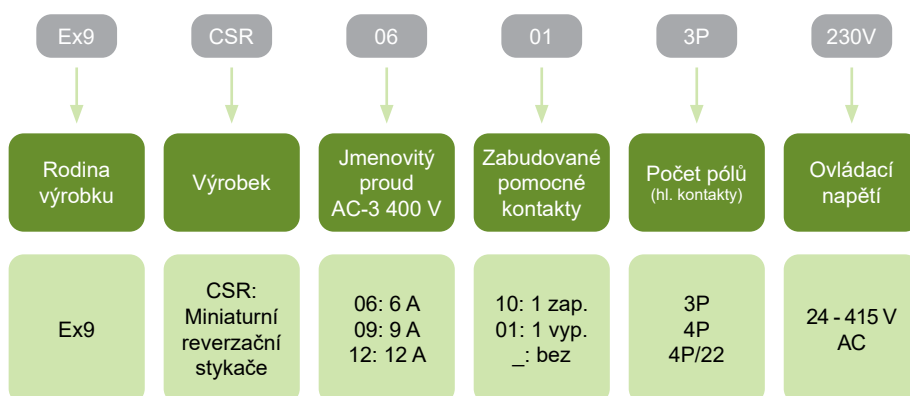 Ex9
CSR
06
01
3P
230V
Rodina
výrobku
Výrobek
Jmenovitý
proud
AC-3 400 V
Zabudované
pomocné
kontakty
Počet pólů
(hl. kontakty)
Ovládací
napětí
Ex9
CSR:
Miniaturní
reverzační
stykače
06: 6 A
09: 9 A
12: 12 A
10: 1 zap.
01: 1 vyp.
_: bez
3P
4P
4P/22
24 - 415 V
AC